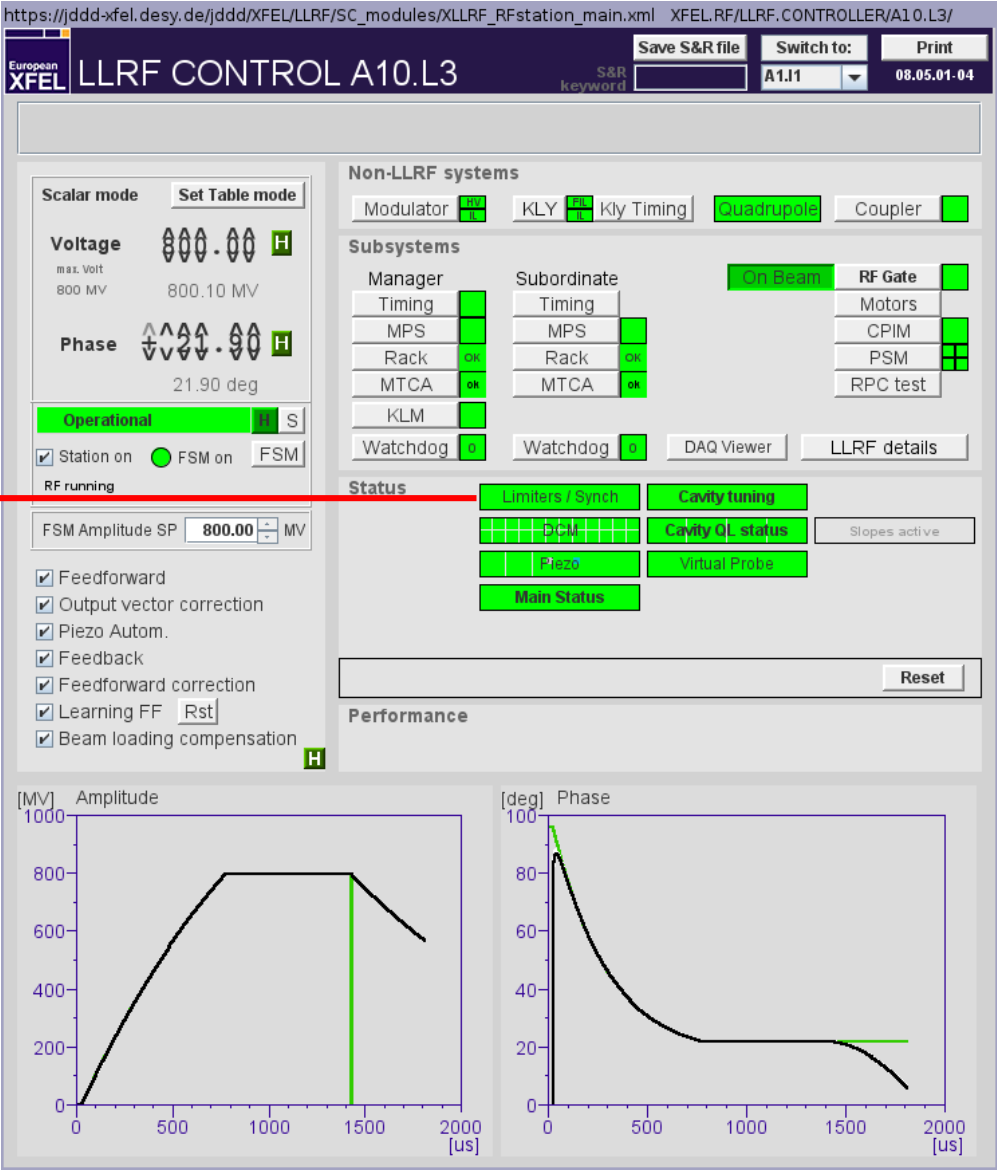 https://jddd-xfel.desy.de/jddd/XFEL/LLRF/SC_modules/XLLRF_RFstation_main.xml XFEL.RF/LLRF.CONTROLLER/A10.L3/
European
XFEL
LLRF CONTROL A10.L3
S&R
keyword
Save S&R file
Switch to:
Print
A1.I1
08.05.01-04
Scalar mode
Set Table mode
Voltage
800.00
H
max. Volt
800 MV
800.10 MV
Phase
+ 21.90
H
21.90 deg
Operational
H
S
Station on
FSM on
FSM
RF running
FSM Amplitude SP
800.00
MV
Feedforward
Output vector correction
Piezo Autom.
Feedback
Feedforward correction
Learning FF
Rst
Beam loading compensation
H
Non-LLRF systems
Modulator
HV
IL
KLY
FIL
IL
Kly Timing
Quadrupole
Coupler
Subsystems
Manager
Subordinate
On Beam
RF Gate
Timing
Timing
Motors
MPS
MPS
CPIM
Rack
OK
Rack
OK
PSM
MTCA
ok
MTCA
ok
RPC test
KLM
Watchdog
0
Watchdog
0
DAQ Viewer
LLRF details
Status
Limiters / Synch
Cavity tuning
DCM
Cavity QL status
Slopes active
Piezo
Virtual Probe
Main Status
Reset
Performance
[MV] Amplitude
1000
800
600
400
200
0
0 500 1000 1500 2000
[us]
[deg] Phase
100
80
60
40
20
0
0 500 1000 1500 2000
[us]